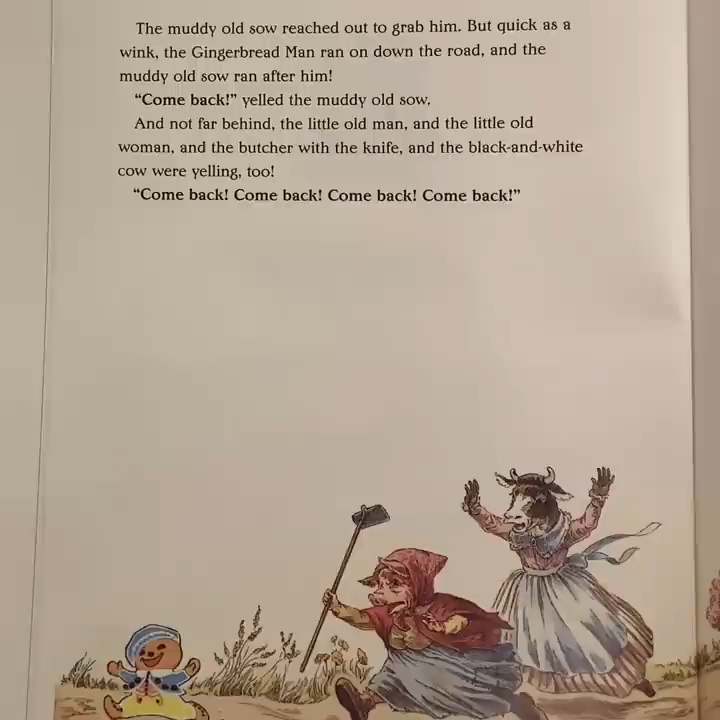 The muddy old sow reached out to grab him. But quick as a
wink, the Gingerbread Man ran on down the road, and the
muddy old sow ran after him!
“Come back!” yelled the muddy old sow.
And not far behind, the little old man, and the little old
woman, and the butcher with the knife, and the black-and-white
cow were yelling, too!
“Come back! Come back! Come back! Come back!”